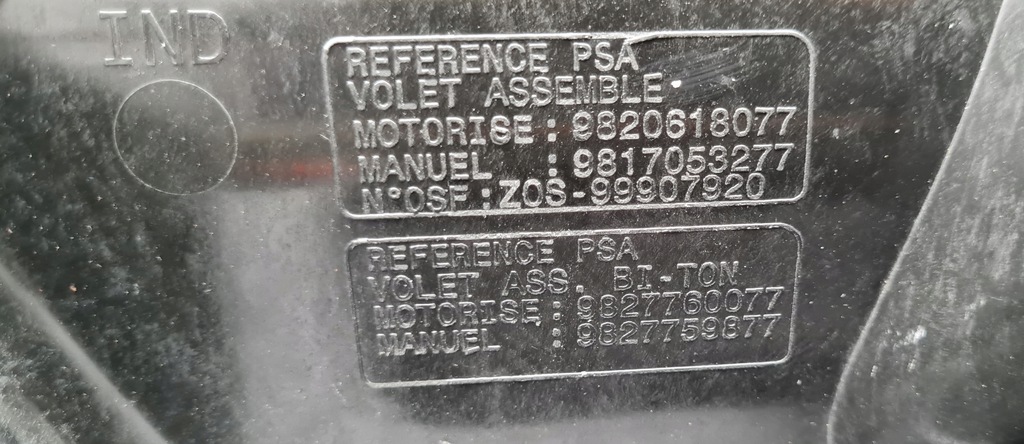 IND
REFERENCE PSA
VOLET ASSEMBLE
MOTORISE : 9820618077
MANUEL : 9817053277
N°OSF : ZOS-99907920
REFERENCE PSA
VOLET ASS. BI-TON
MOTORISE : 9827760077
MANUEL : 9827759877